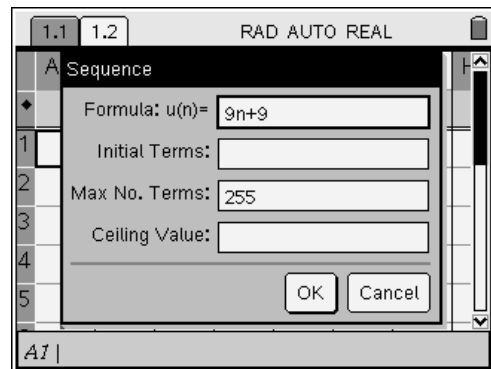 1.1 1.2 RAD AUTO REAL
A Sequence
Formula: u(n)= 9n+9
1 Initial Terms:
2 Max No. Terms: 255
3 Ceiling Value:
4
5 OK Cancel
A1